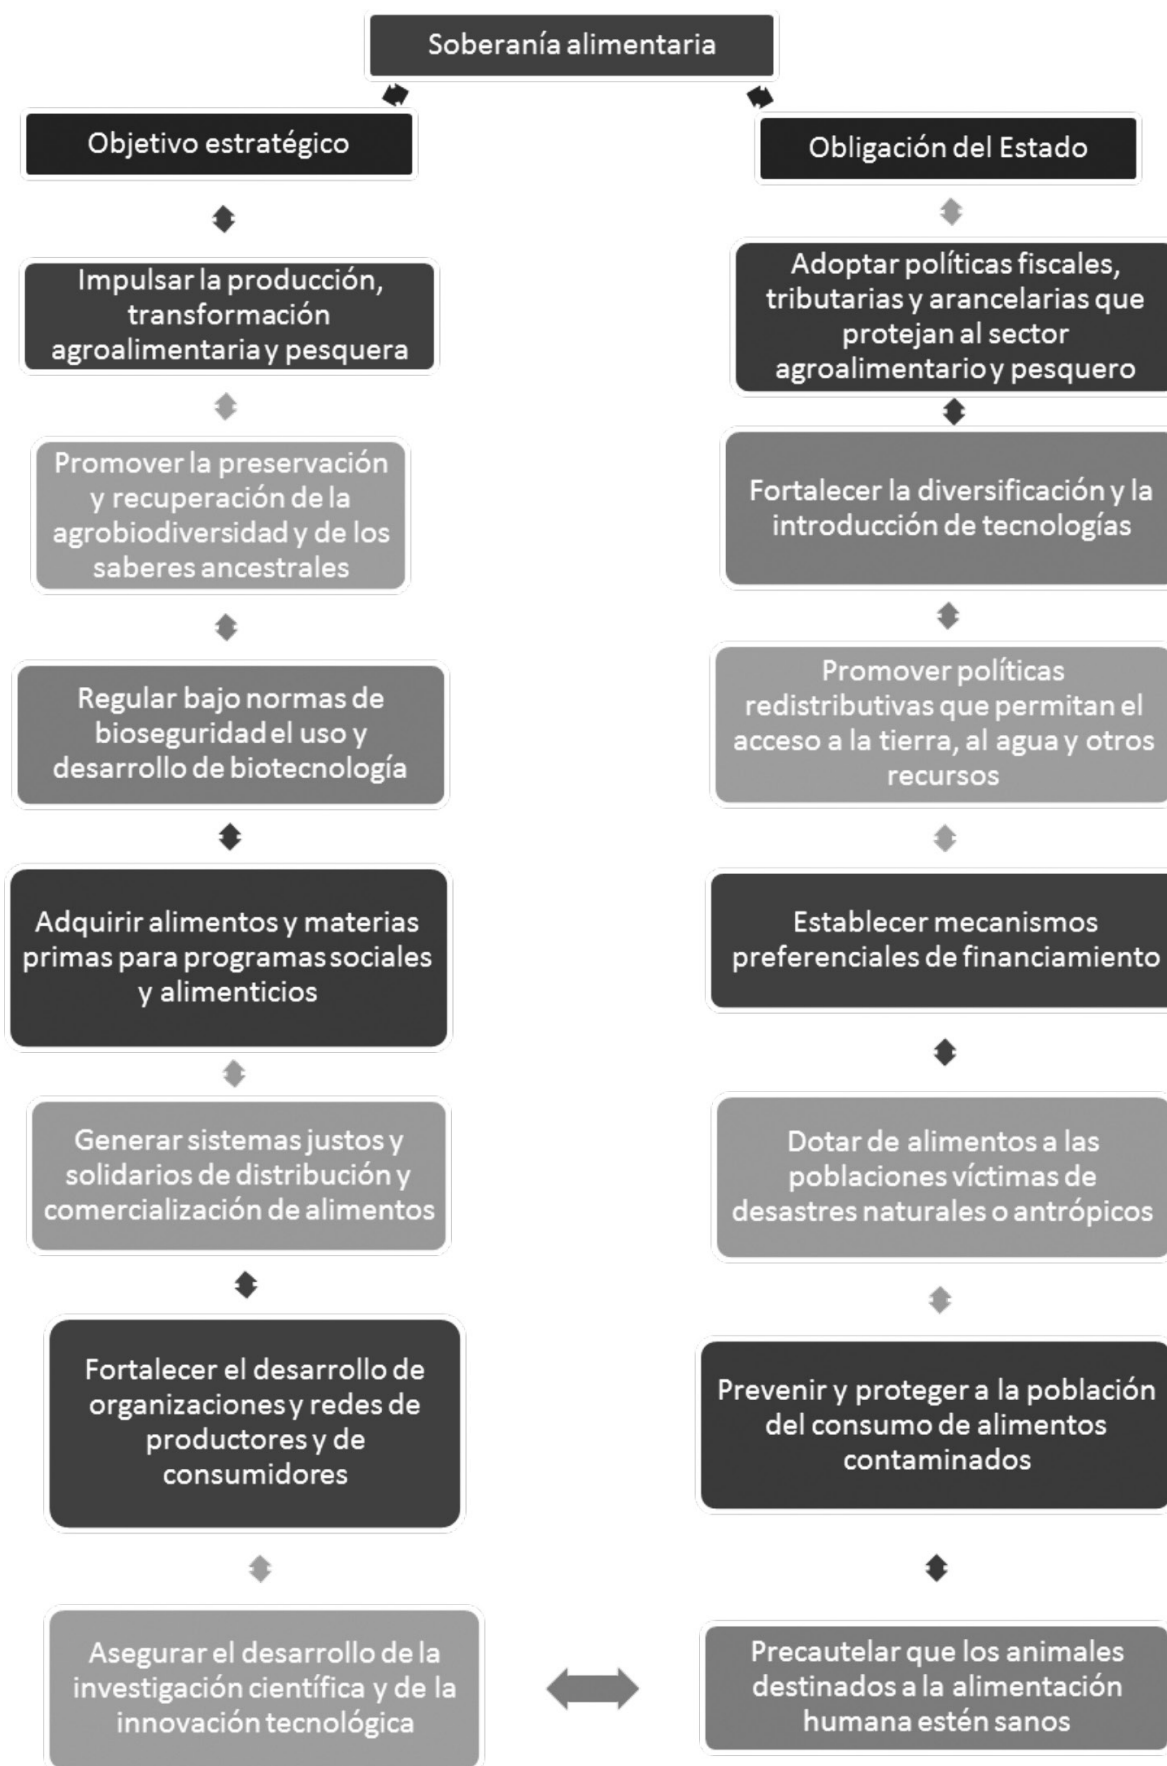 Soberanía alimentaria
Objetivo estratégico
Impulsar la producción,
transformación
agroalimentaria y pesquera
Promover la preservación
y recuperación de la
agrobiodiversidad y de los
saberes ancestrales
Regular bajo normas de
bioseguridad el uso y
desarrollo de biotecnología
Adquirir alimentos y materias
primas para programas sociales
y alimenticios
Generar sistemas justos y
solidarios de distribución y
comercialización de alimentos
Fortalecer el desarrollo de
organizaciones y redes de
productores y de
consumidores
Asegurar el desarrollo de la
investigación científica y de la
innovación tecnológica
Obligación del Estado
Adoptar políticas fiscales,
tributarias y arancelarias que
protejan al sector
agroalimentario y pesquero
Fortalecer la diversificación y la
introducción de tecnologías
Promover políticas
redistributivas que permitan el
acceso a la tierra, al agua y otros
recursos
Establecer mecanismos
preferenciales de financiamiento
Dotar de alimentos a las
poblaciones víctimas de
desastres naturales o antrópicos
Prevenir y proteger a la población
del consumo de alimentos
contaminados
Precautelar que los animales
destinados a la alimentación
humana estén sanos